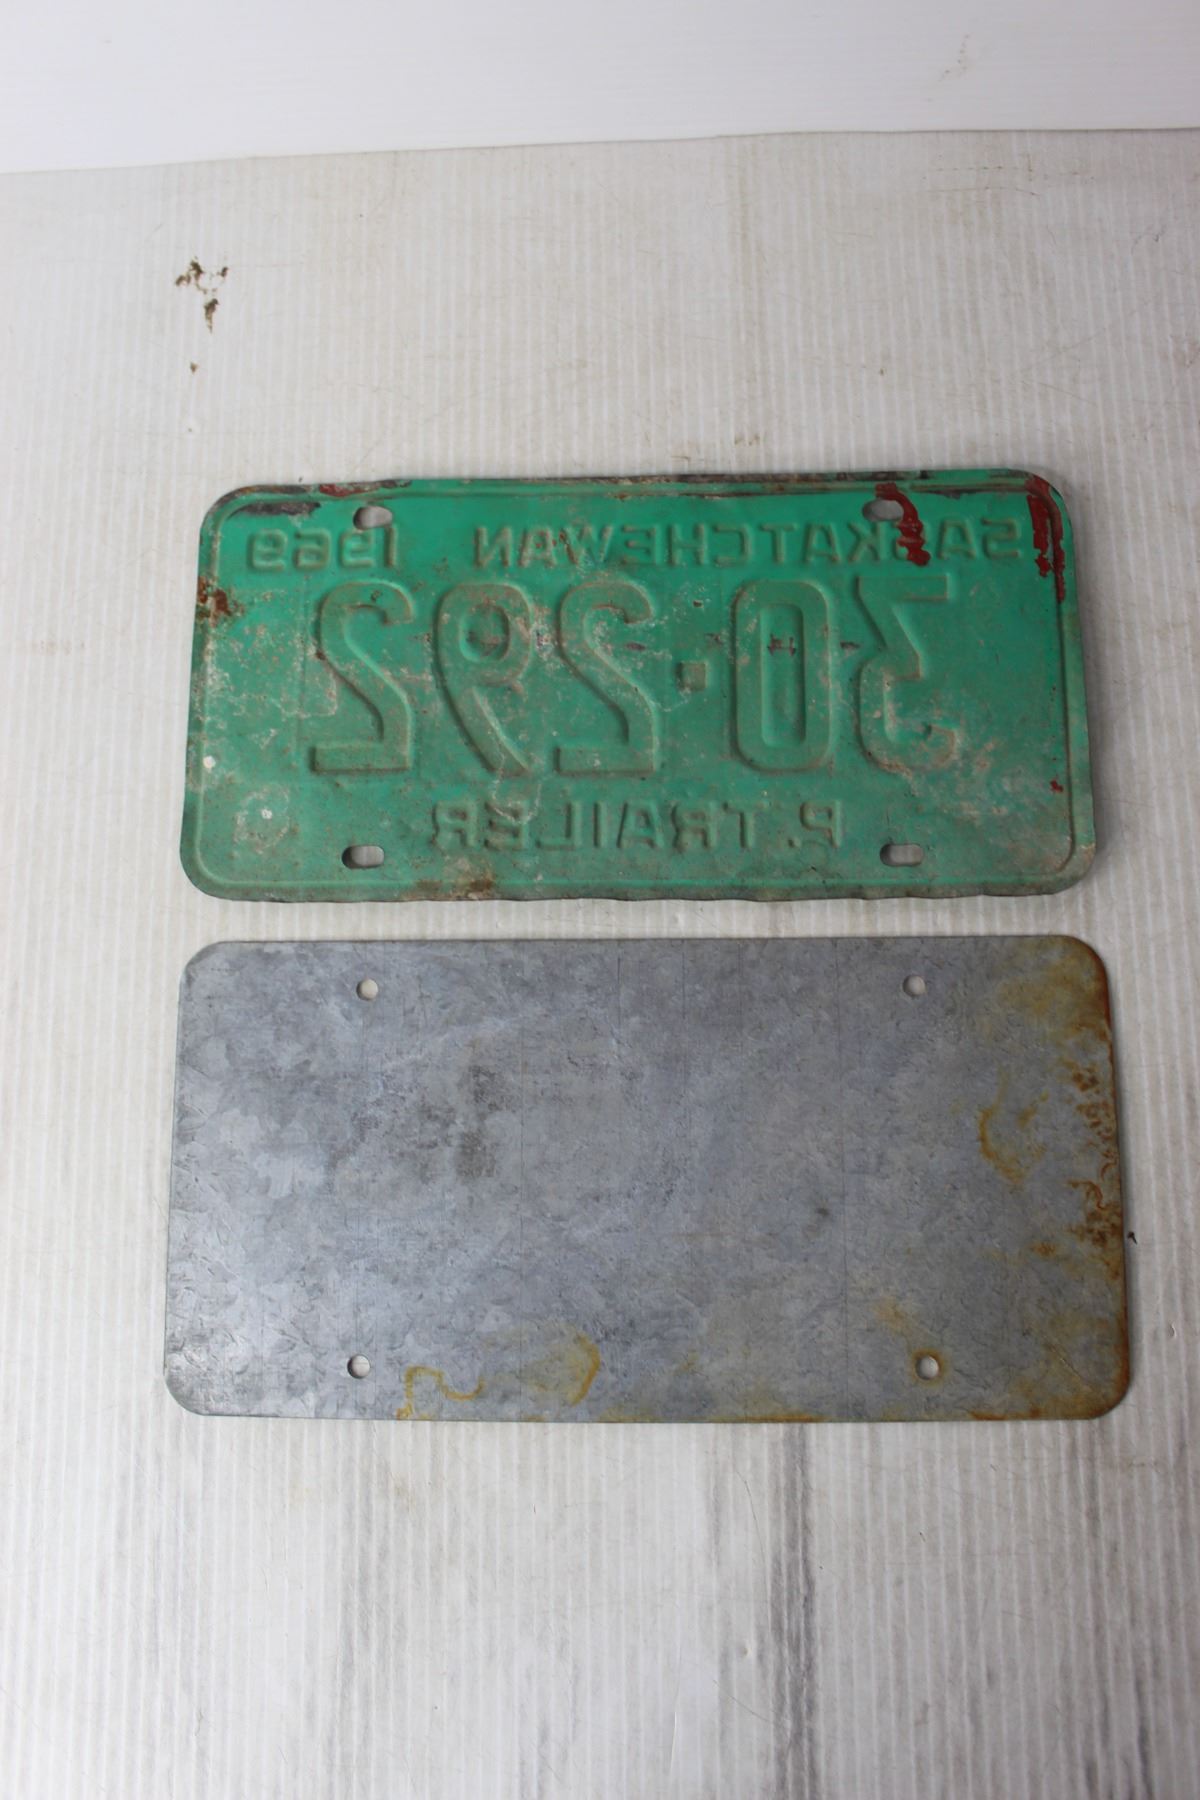 SASKATCHEWAN 1969
30·292
P. TRAILER